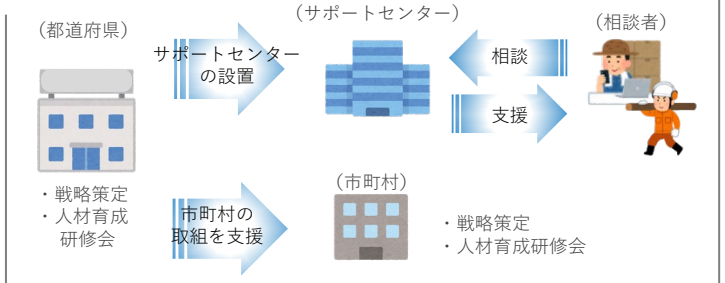 （サポートセンター）
（都道府県）
（相談者）
サポートセンター
の設置
相談
支援
・戦略策定
・人材育成
研修会
市町村の
取組を支援
（市町村）
・戦略策定
・人材育成研修会